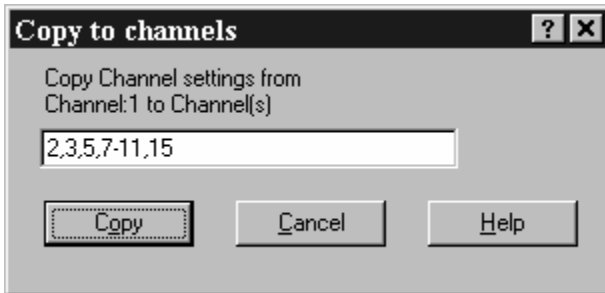 Copy to channels
Copy Channel settings from
Channel:1 to Channel(s)
2,3,5,7-11,15
Copy Cancel Help